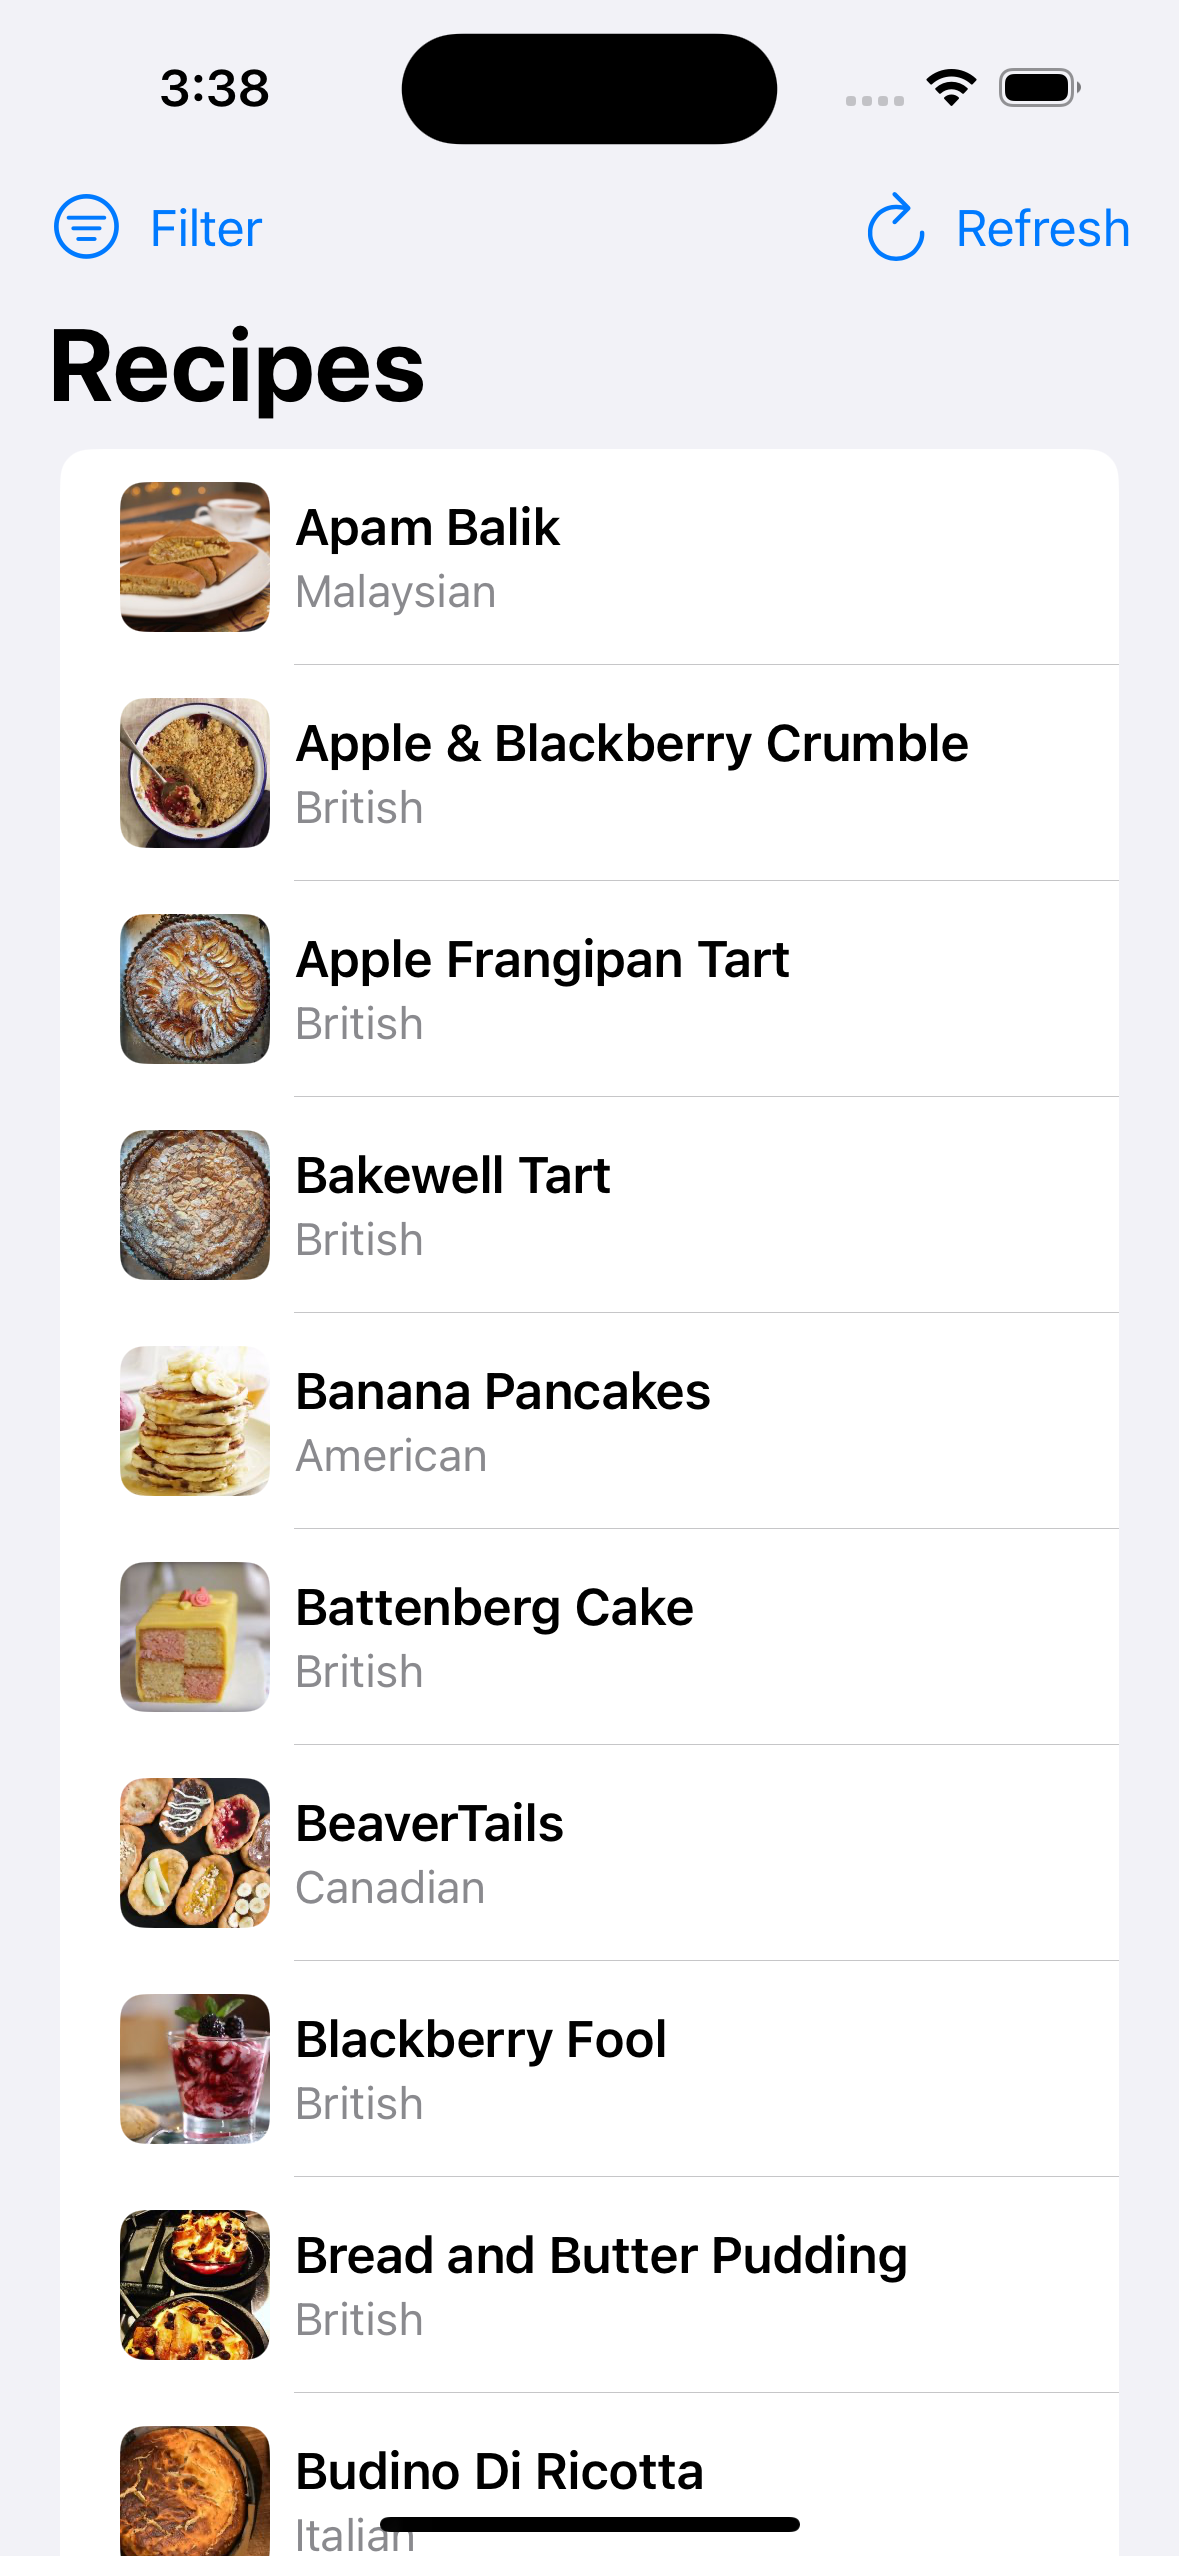 3:38
Filter
Refresh
Recipes
Apam Balik
Malaysian
Apple & Blackberry Crumble
British
Apple Frangipan Tart
British
Bakewell Tart
British
Banana Pancakes
American
Battenberg Cake
British
BeaverTails
Canadian
Blackberry Fool
British
Bread and Butter Pudding
British
Budino Di Ricotta
Italian